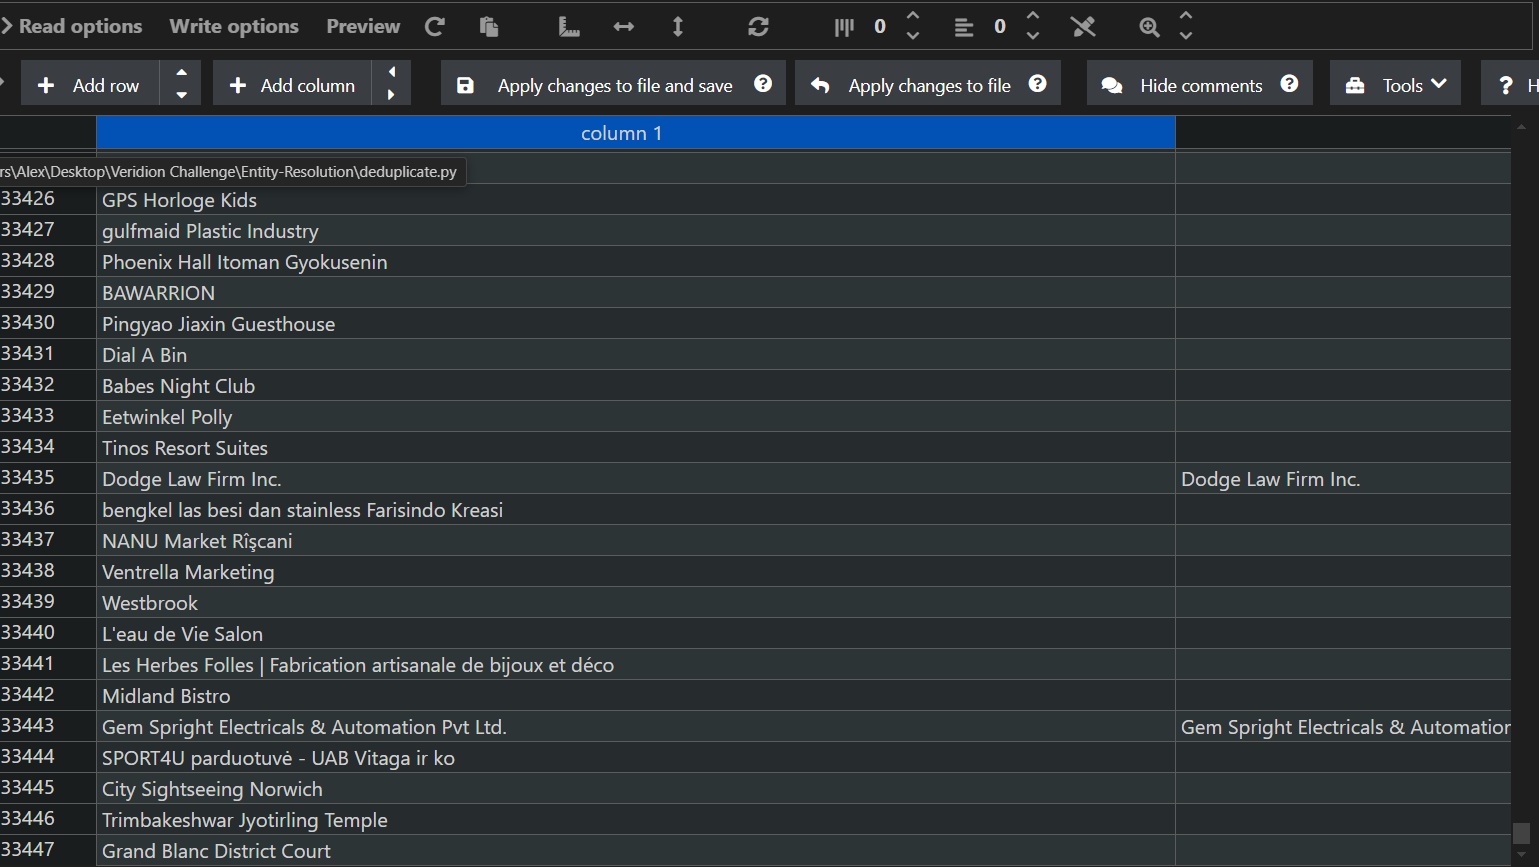 Read options Write options Preview 0 0
Add row Add column Apply changes to file and save Apply changes to file Hide comments Tools
column 1
rs\Alex\Desktop\Veridion Challenge\Entity-Resolution\deduplicate.py
33426 GPS Horloge Kids
33427 gulfmaid Plastic Industry
33428 Phoenix Hall Itoman Gyokusenin
33429 BAWARRION
33430 Pingyao Jiaxin Guesthouse
33431 Dial A Bin
33432 Babes Night Club
33433 Eetwinkel Polly
33434 Tinos Resort Suites
33435 Dodge Law Firm Inc. Dodge Law Firm Inc.
33436 bengkel las besi dan stainless Farisindo Kreasi
33437 NANU Market Rîşcani
33438 Ventrella Marketing
33439 Westbrook
33440 L'eau de Vie Salon
33441 Les Herbes Folles | Fabrication artisanale de bijoux et déco
33442 Midland Bistro
33443 Gem Spright Electricals & Automation Pvt Ltd. Gem Spright Electricals & Automation
33444 SPORT4U parduotuvė - UAB Vitaga ir ko
33445 City Sightseeing Norwich
33446 Trimbakeshwar Jyotirling Temple
33447 Grand Blanc District Court